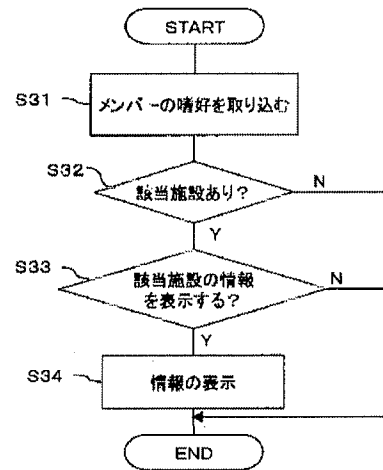 START
S31
メンバーの嗜好を取り込む
S32
該当施設あり?
N
Y
S33
該当施設の情報
を表示する?
N
Y
S34
情報の表示
END